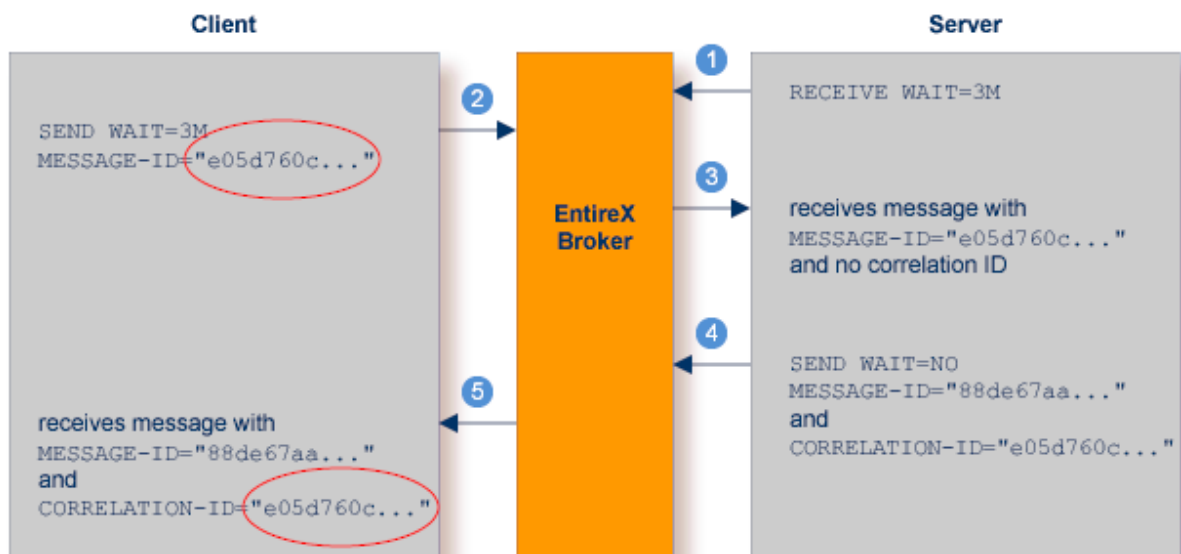 Client
Server
1
RECEIVE WAIT=3M
2
SEND WAIT=3M
MESSAGE-ID="e05d760c..."
3
EntireX
Broker
receives message with
MESSAGE-ID="e05d760c..."
and no correlation ID
4
SEND WAIT=NO
MESSAGE-ID="88de67aa..."
and
CORRELATION-ID="e05d760c..."
5
receives message with
MESSAGE-ID="88de67aa..."
and
CORRELATION-ID="e05d760c..."